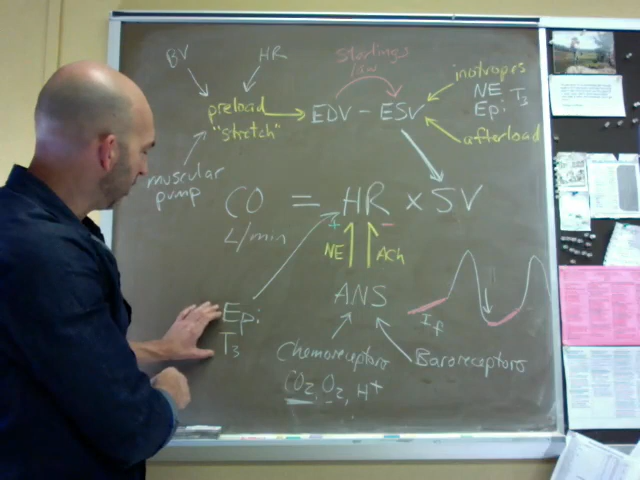 BV
HR
Starlings
law
inotropes
NE T3
Epi
preload
"stretch"
EDV - ESV
afterload
muscular
pump
CO = HR x SV
L/min
+
-
NE
ACh
ANS
Epi
T3
If
Chemoreceptors
CO2, O2, H+
Baroreceptors